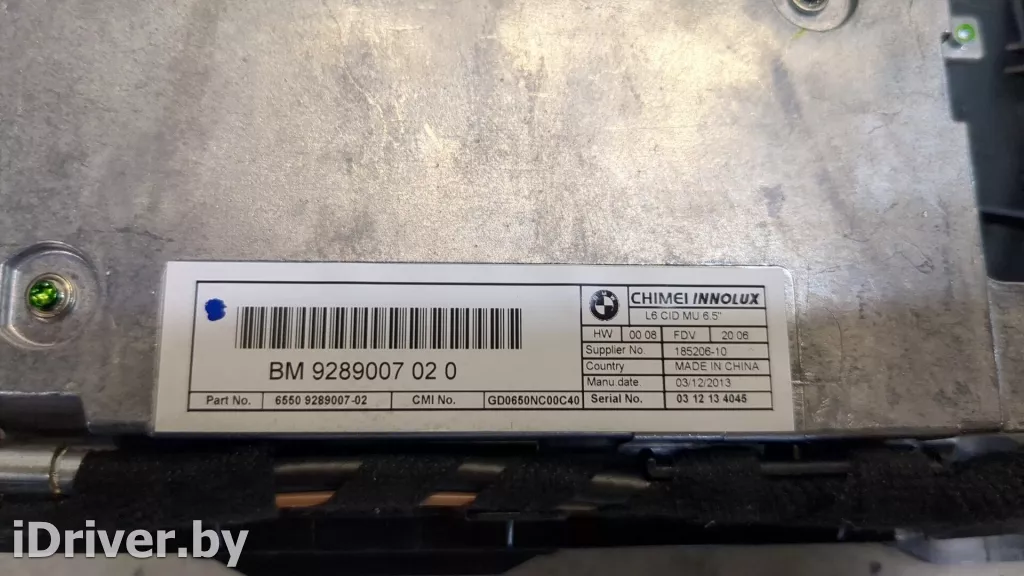 CHIMEI INNOLUX
L6 CID MU 6.5"
HW 00 08 FDV 20 06
Supplier No. 185206-10
Country MADE IN CHINA
Manu.date 03/12/2013
BM 9289007 02 0
Part No. 6550 9289007-02 CMI No. GD0650NC00C40 Serial No. 03 12 13 4045
iDriver.by